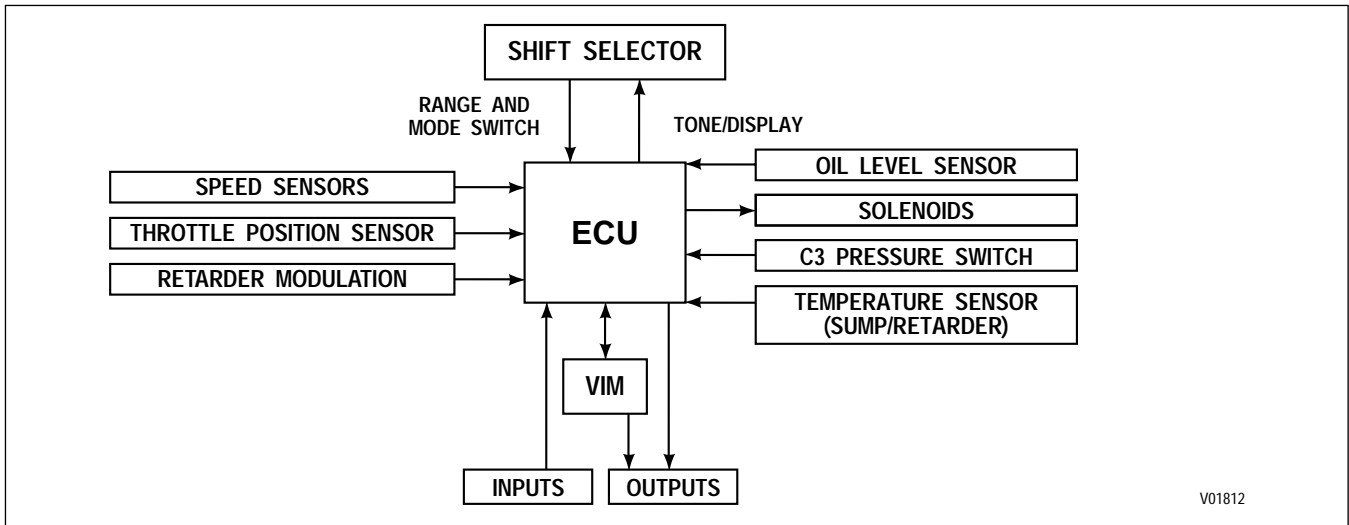 SHIFT SELECTOR
RANGE AND
MODE SWITCH
TONE/DISPLAY
OIL LEVEL SENSOR
SPEED SENSORS
SOLENOIDS
THROTTLE POSITION SENSOR
ECU
C3 PRESSURE SWITCH
RETARDER MODULATION
TEMPERATURE SENSOR
(SUMP/RETARDER)
VIM
INPUTS
OUTPUTS
V01812